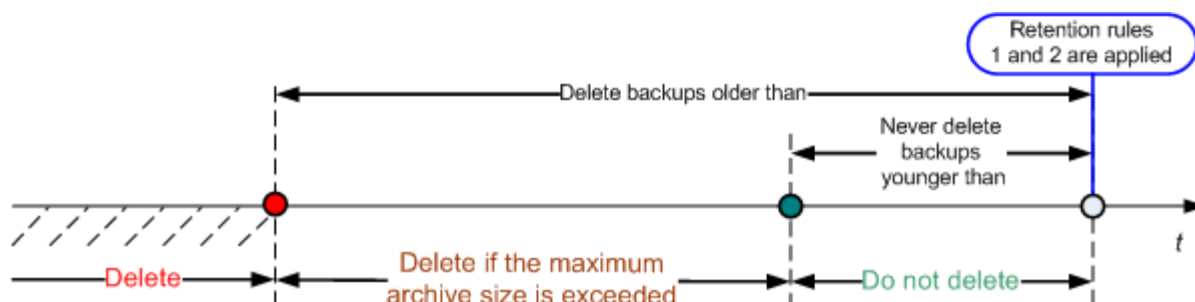 Retention rules
1 and 2 are applied
Delete backups older than
Never delete
backups
younger than
t
Delete
Delete if the maximum
archive size is exceeded
Do not delete